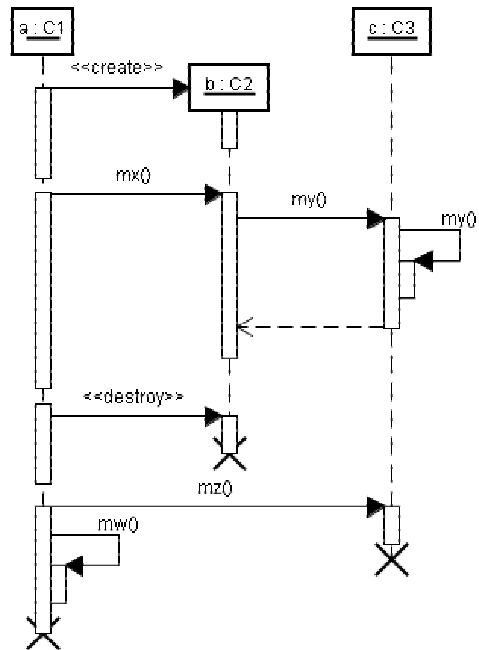 a : C1
c : C3
<<create>>
b : C2
mx()
my()
my()
<<destroy>>
mz()
mw()